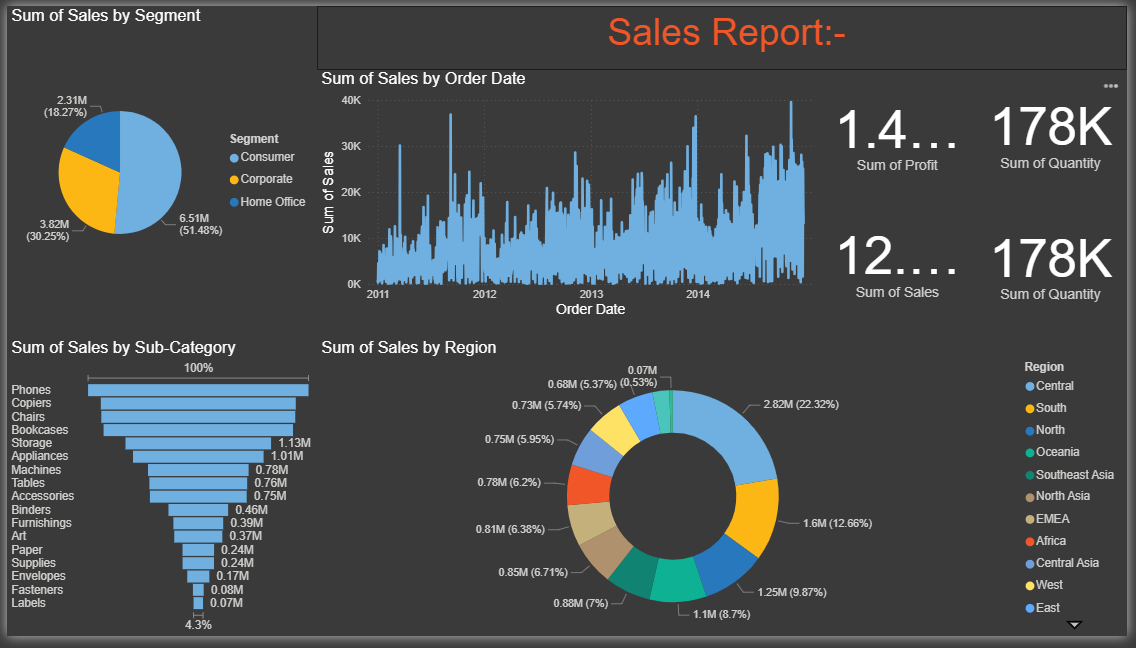 Sum of Sales by Segment
2.31M
(18.27%)
3.82M
(30.25%)
6.51M
(51.48%)
Segment
Consumer
Corporate
Home Office
Sales Report:-
Sum of Sales by Order Date
Sum of Sales
40K
30K
20K
10K
0K
2011
2012
2013
2014
Order Date
1.4...
Sum of Profit
178K
Sum of Quantity
12....
Sum of Sales
178K
Sum of Quantity
Sum of Sales by Sub-Category
100%
Phones
Copiers
Chairs
Bookcases
Storage 1.13M
Appliances 1.01M
Machines 0.78M
Tables 0.76M
Accessories 0.75M
Binders 0.46M
Furnishings 0.39M
Art 0.37M
Paper 0.24M
Supplies 0.24M
Envelopes 0.17M
Fasteners 0.08M
Labels 0.07M
4.3%
Sum of Sales by Region
0.07M
(0.53%)
0.68M (5.37%)
0.73M (5.74%)
0.75M (5.95%)
0.78M (6.2%)
0.81M (6.38%)
0.85M (6.71%)
0.88M (7%)
1.1M (8.7%)
1.25M (9.87%)
1.6M (12.66%)
2.82M (22.32%)
Region
Central
South
North
Oceania
Southeast Asia
North Asia
EMEA
Africa
Central Asia
West
East